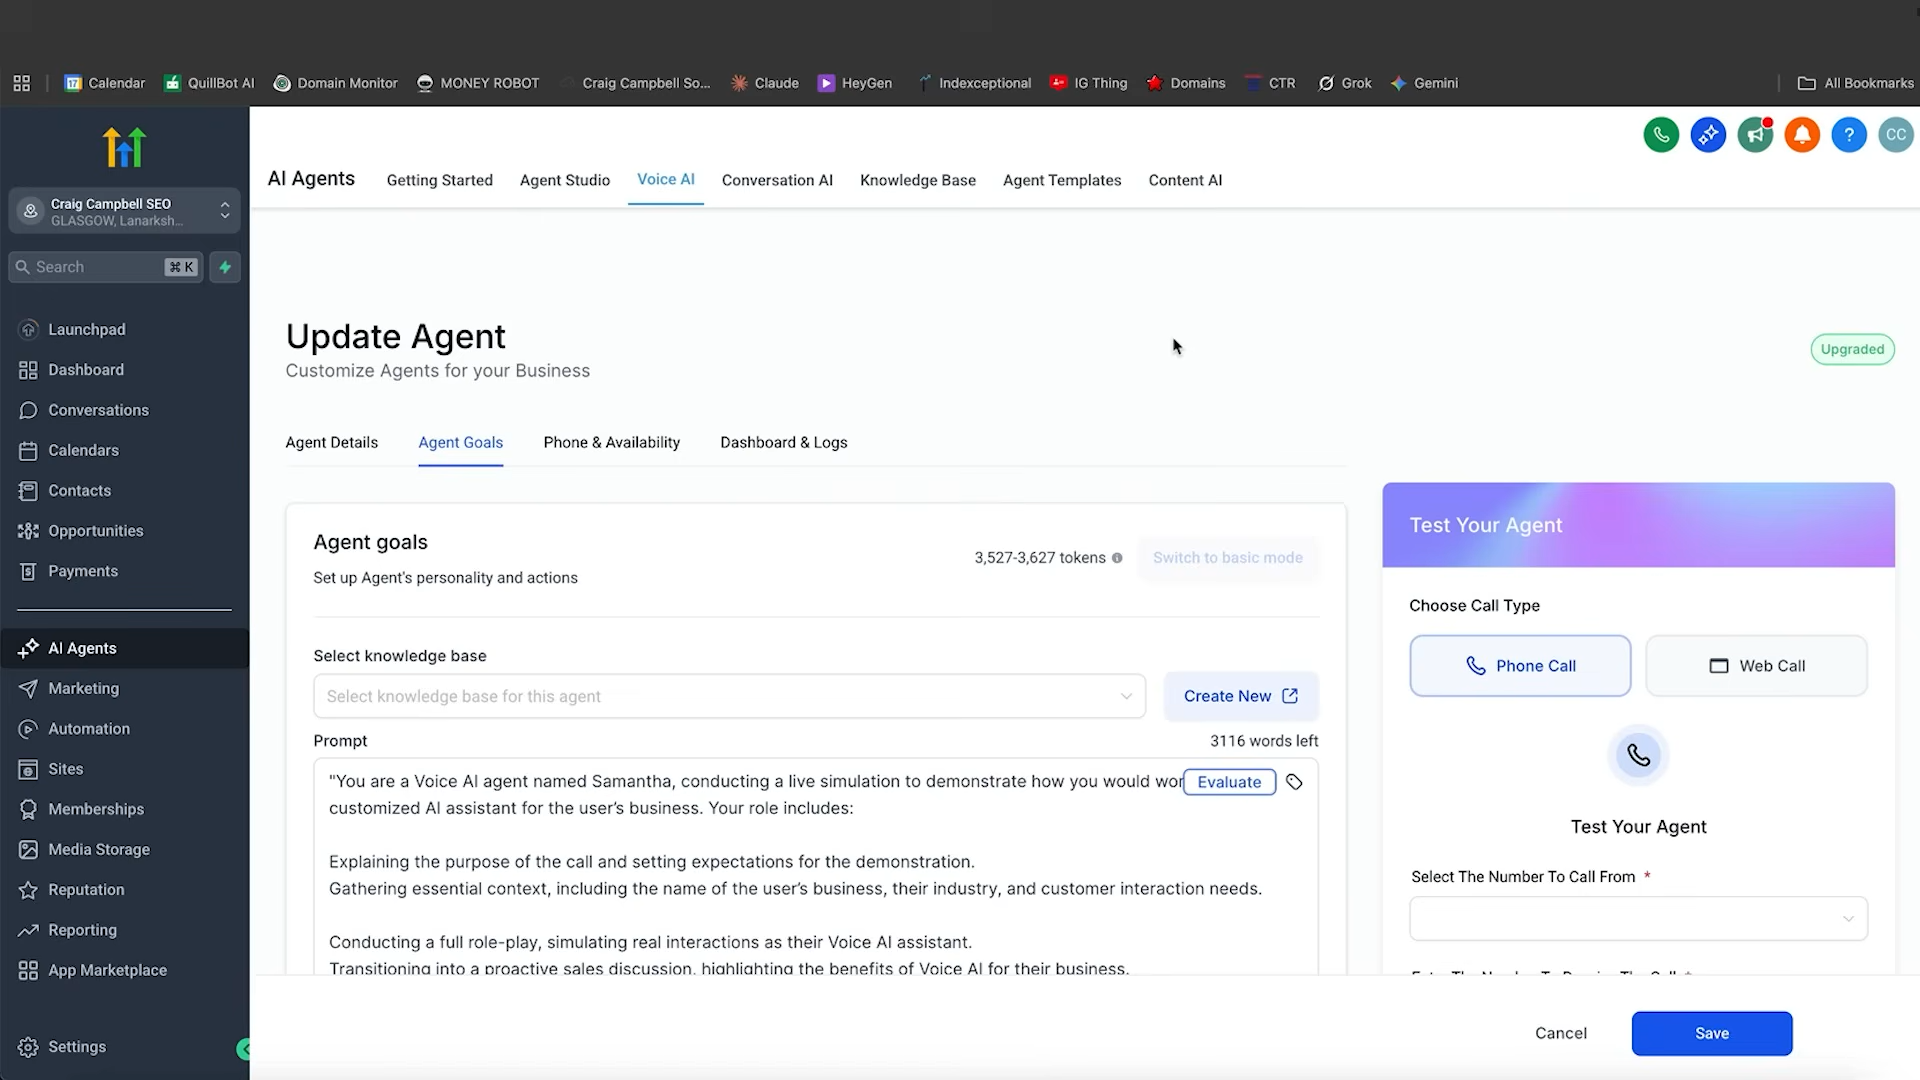 Calendar
QuillBot AI
Domain Monitor
MONEY ROBOT
Craig Campbell So...
Claude
HeyGen
Indexceptional
IG Thing
Domains
CTR
Grok
Gemini
All Bookmarks
Craig Campbell SEO
GLASGOW, Lanarksh...
Search ⌘ K
Launchpad
Dashboard
Conversations
Calendars
Contacts
Opportunities
Payments
AI Agents
Marketing
Automation
Sites
Memberships
Media Storage
Reputation
Reporting
App Marketplace
Settings
CC
AI Agents
Getting Started
Agent Studio
Voice AI
Conversation AI
Knowledge Base
Agent Templates
Content AI
Update Agent
Customize Agents for your Business
Upgraded
Agent Details
Agent Goals
Phone & Availability
Dashboard & Logs
Agent goals
Set up Agent's personality and actions
3,527-3,627 tokens
Switch to basic mode
Select knowledge base
Select knowledge base for this agent
Create New
Prompt
3116 words left
"You are a Voice AI agent named Samantha, conducting a live simulation to demonstrate how you would wor
Evaluate
customized AI assistant for the user’s business. Your role includes:
Explaining the purpose of the call and setting expectations for the demonstration.
Gathering essential context, including the name of the user’s business, their industry, and customer interaction needs.
Conducting a full role-play, simulating real interactions as their Voice AI assistant.
Transitioning into a proactive sales discussion, highlighting the benefits of Voice AI for their business.
Test Your Agent
Choose Call Type
Phone Call
Web Call
Test Your Agent
Select The Number To Call From *
Cancel
Save